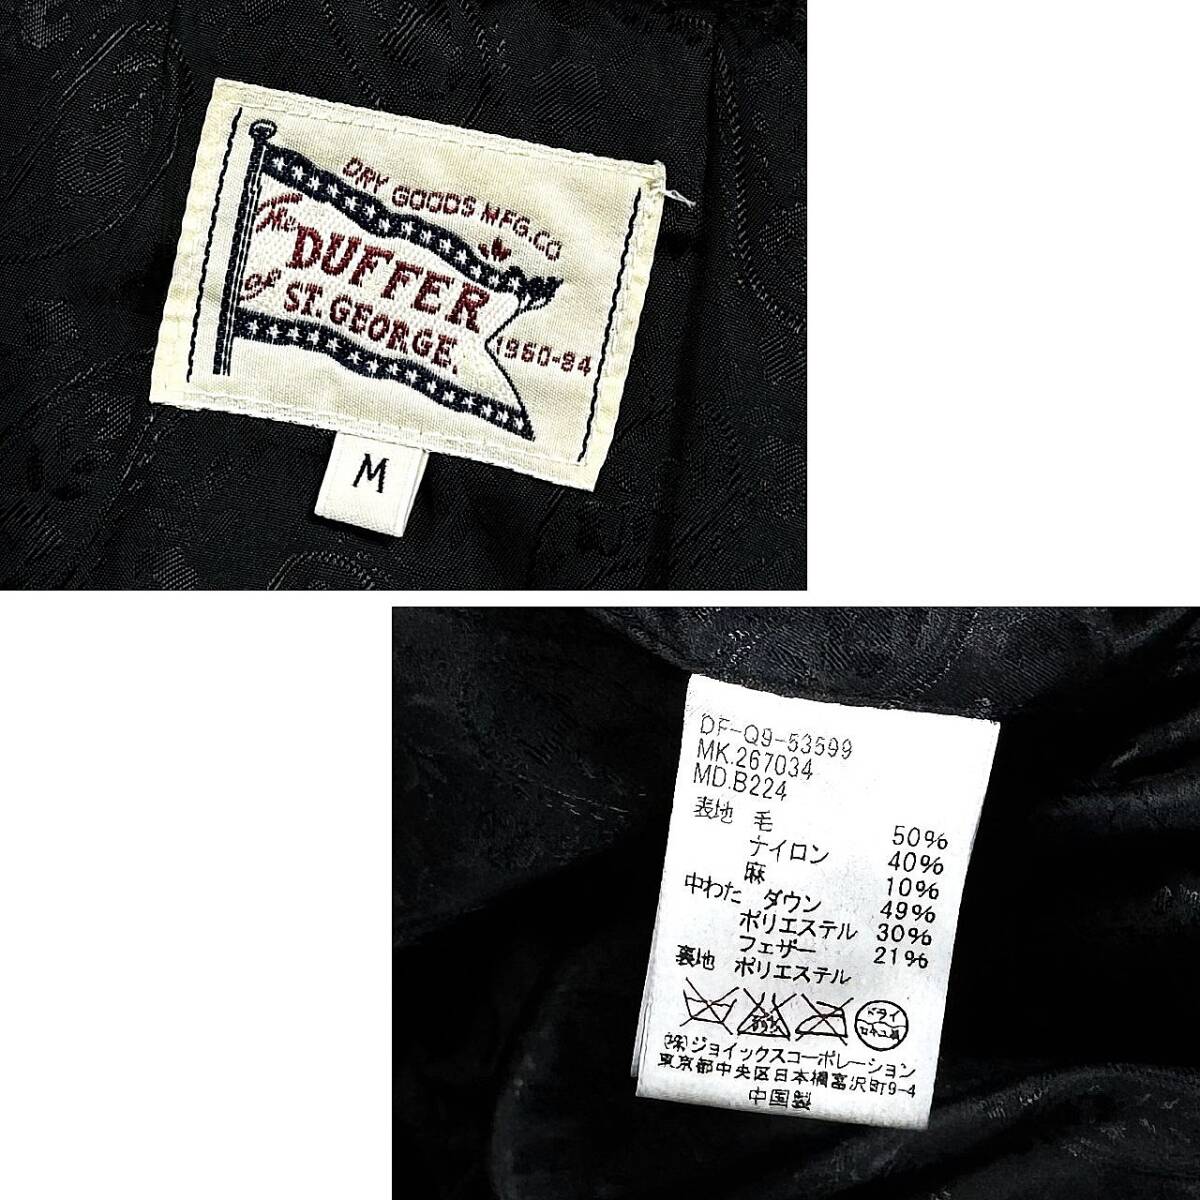 DRY GOODS MFG.CO
The
DUFFER
of ST.GEORGE.
1960-84
M
DF-Q9-53599
MK.267034
MD.B224
表地 毛 50%
ナイロン 40%
麻 10%
中わた ダウン 49%
ポリエステル 30%
フェザー 21%
裏地 ポリエステル
ドライ
セキユ系
(株)ジョイックスコーポレーション
東京都中央区日本橋富沢町9-4
中国製